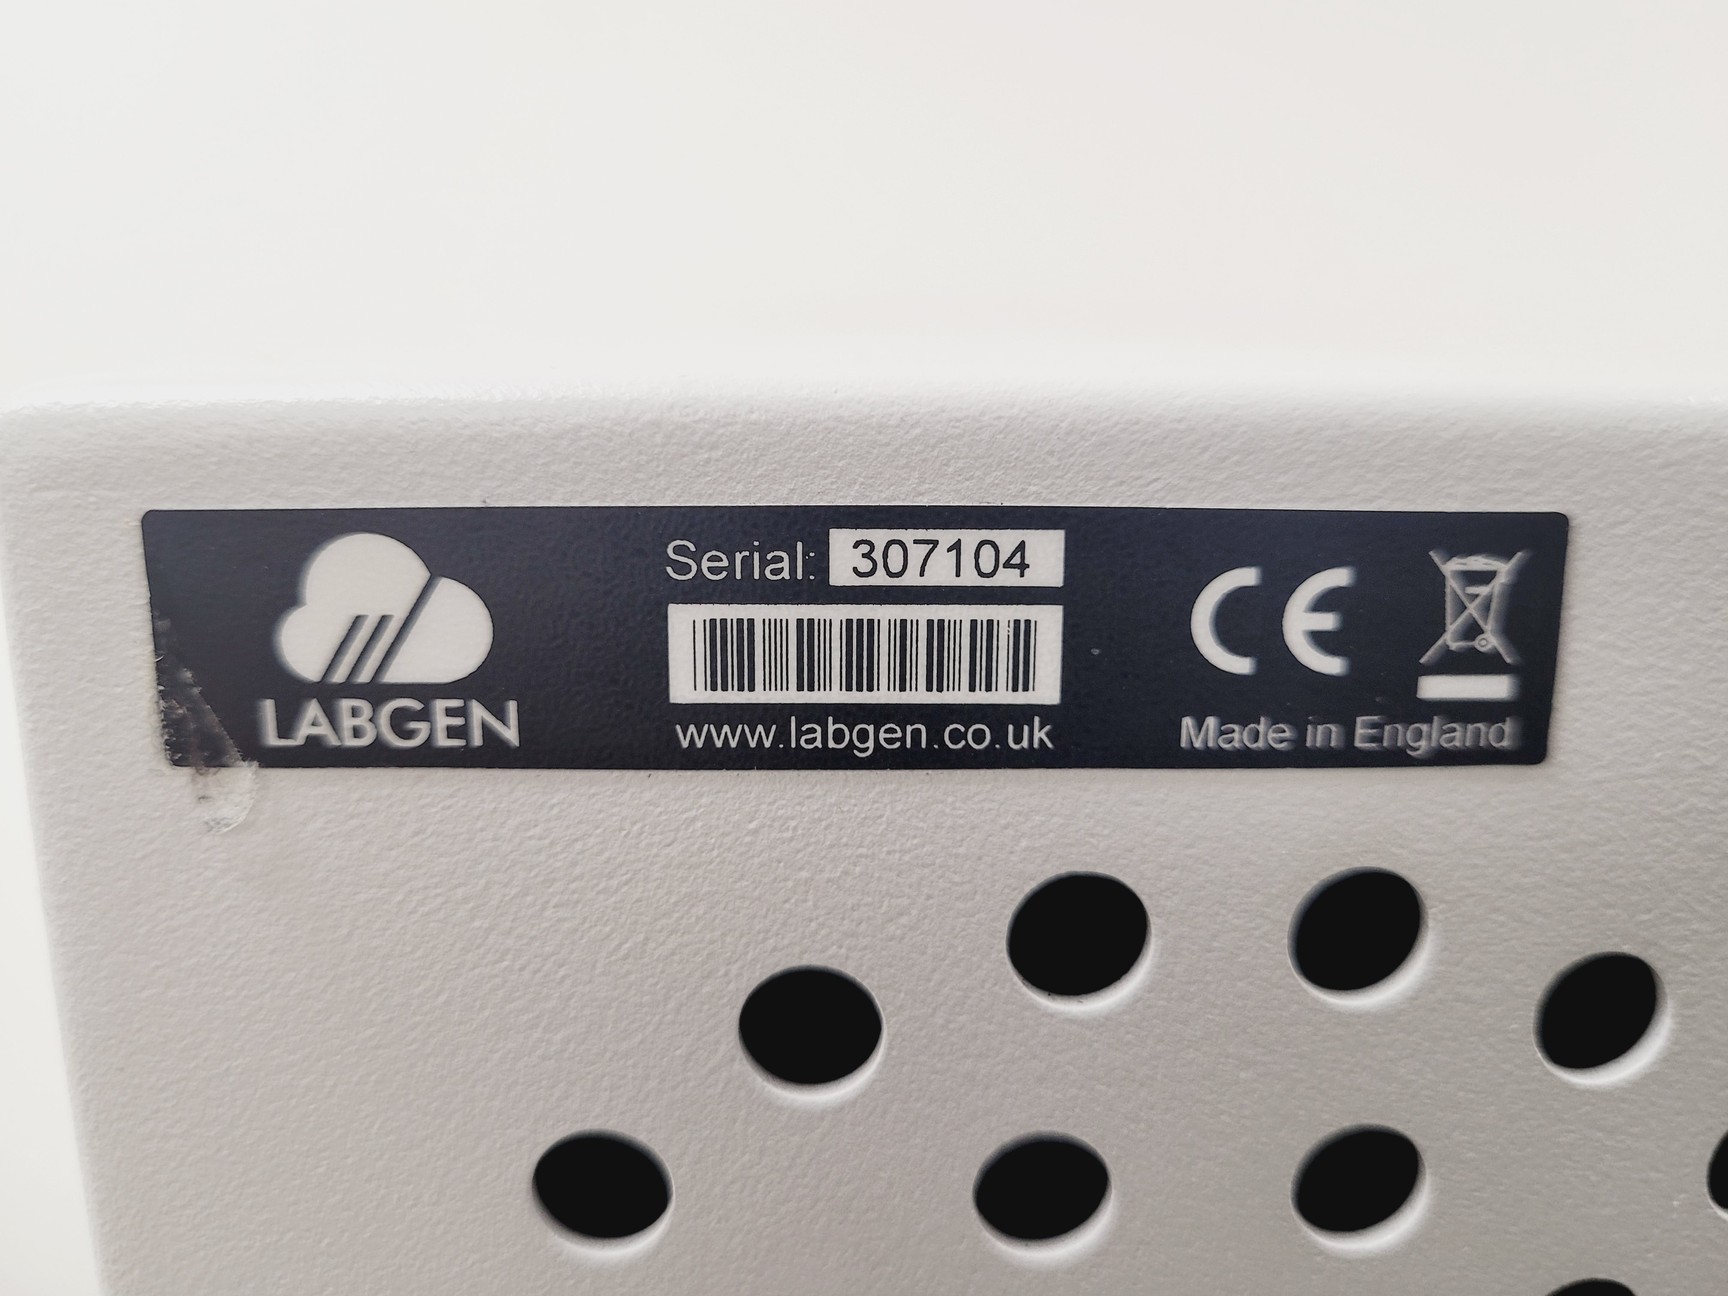 LABGEN
Serial: 307104
www.labgen.co.uk
CE
Made in England